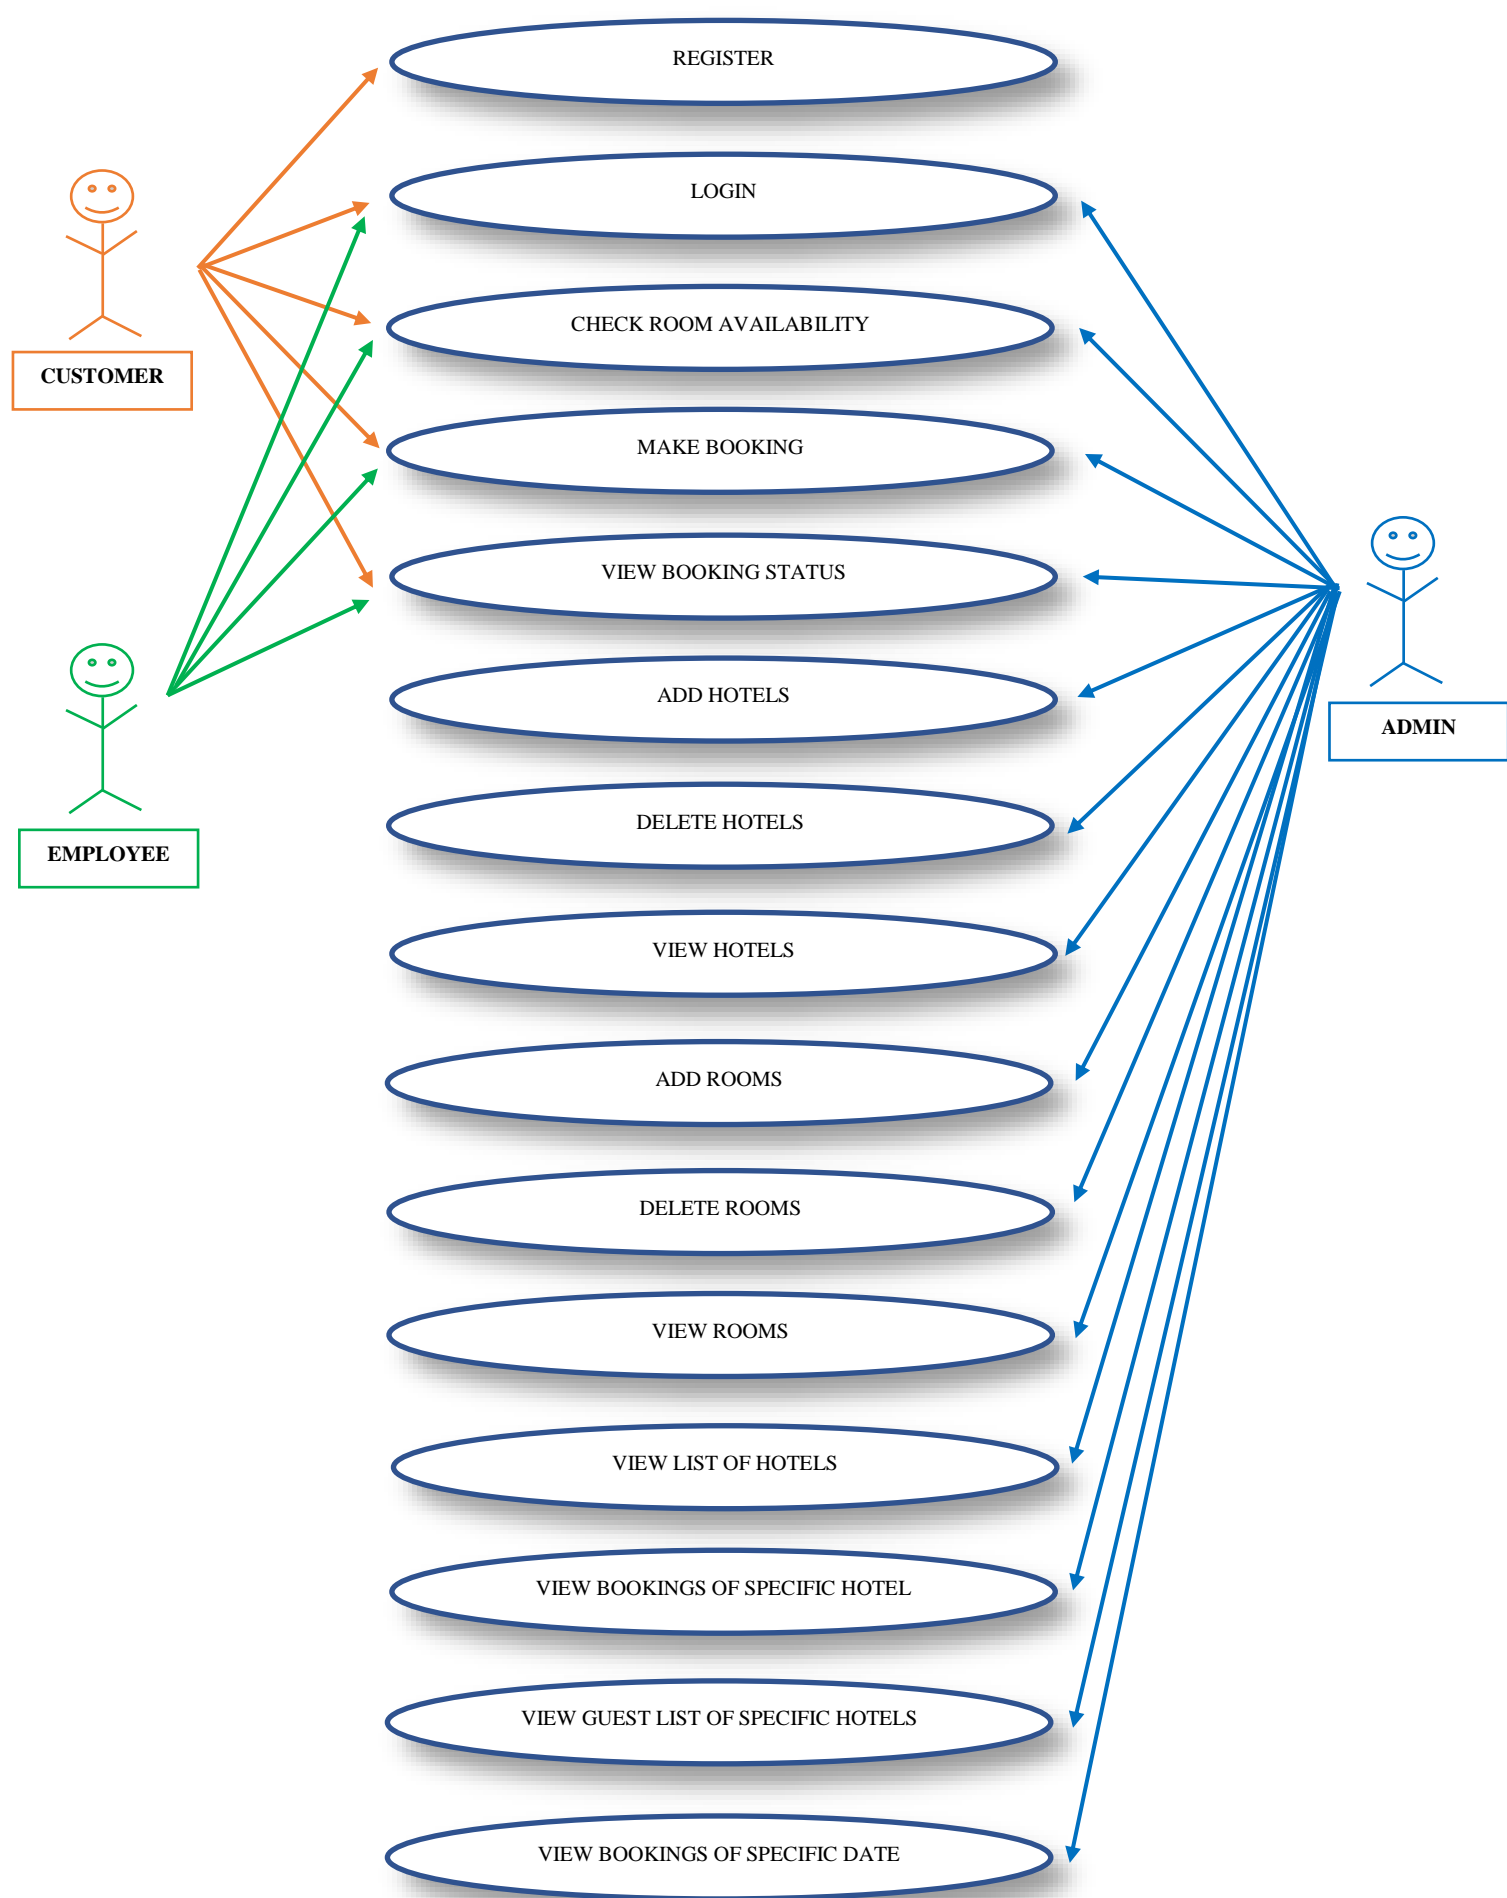 REGISTER
LOGIN
CHECK ROOM AVAILABILITY
CUSTOMER
MAKE BOOKING
VIEW BOOKING STATUS
ADD HOTELS
ADMIN
DELETE HOTELS
EMPLOYEE
VIEW HOTELS
ADD ROOMS
DELETE ROOMS
VIEW ROOMS
VIEW LIST OF HOTELS
VIEW BOOKINGS OF SPECIFIC HOTEL
VIEW GUEST LIST OF SPECIFIC HOTELS
VIEW BOOKINGS OF SPECIFIC DATE